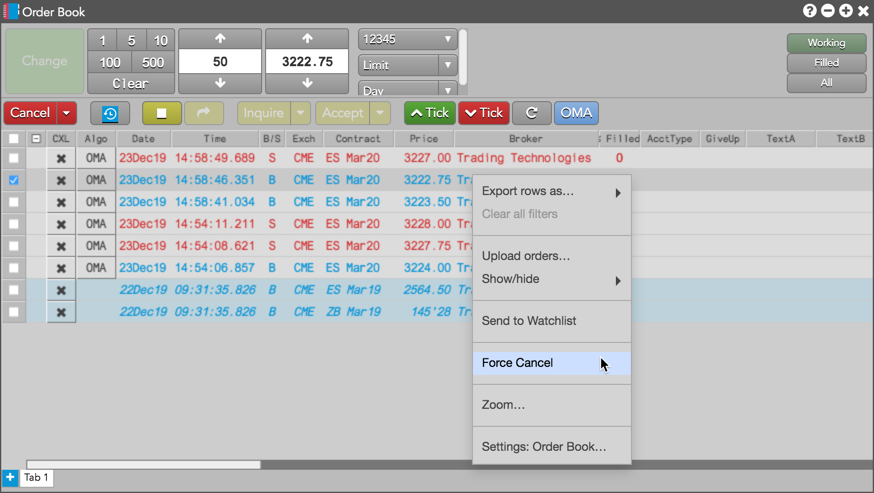 Order Book
Change
1 5 10
100 500
Clear
50
3222.75
12345
Limit
Day
Working
Filled
All
Cancel
Inquire
Accept
Tick
Tick
OMA
CXL Algo Date Time B/S Exch Contract Price Broker Filled AcctType GiveUp TextA TextB
OMA 23Dec19 14:58:49.689 S CME ES Mar20 3227.00 Trading Technologies 0
OMA 23Dec19 14:58:46.351 B CME ES Mar20 3222.75 Tr
OMA 23Dec19 14:58:41.034 B CME ES Mar20 3223.50 Tr
OMA 23Dec19 14:54:11.211 S CME ES Mar20 3228.00 Tr
OMA 23Dec19 14:54:08.621 S CME ES Mar20 3227.75 Tr
OMA 23Dec19 14:54:06.857 B CME ES Mar20 3224.00 Tr
22Dec19 09:31:35.826 B CME ES Mar19 2564.50 Tr
22Dec19 09:31:35.826 B CME ZB Mar19 145'28 T
Export rows as...
Clear all filters
Upload orders...
Show/hide
Send to Watchlist
Force Cancel
Zoom...
Settings: Order Book...
Tab 1